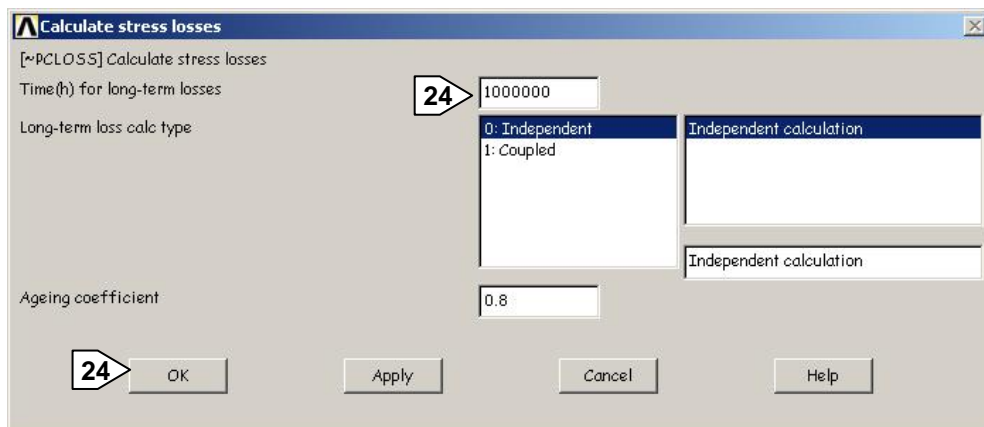 Calculate stress losses
[~PCLOSS] Calculate stress losses
Time(h) for long-term losses
24
1000000
Long-term loss calc type
0: Independent
1: Coupled
Independent calculation
Independent calculation
Ageing coefficient
0.8
24
OK
Apply
Cancel
Help